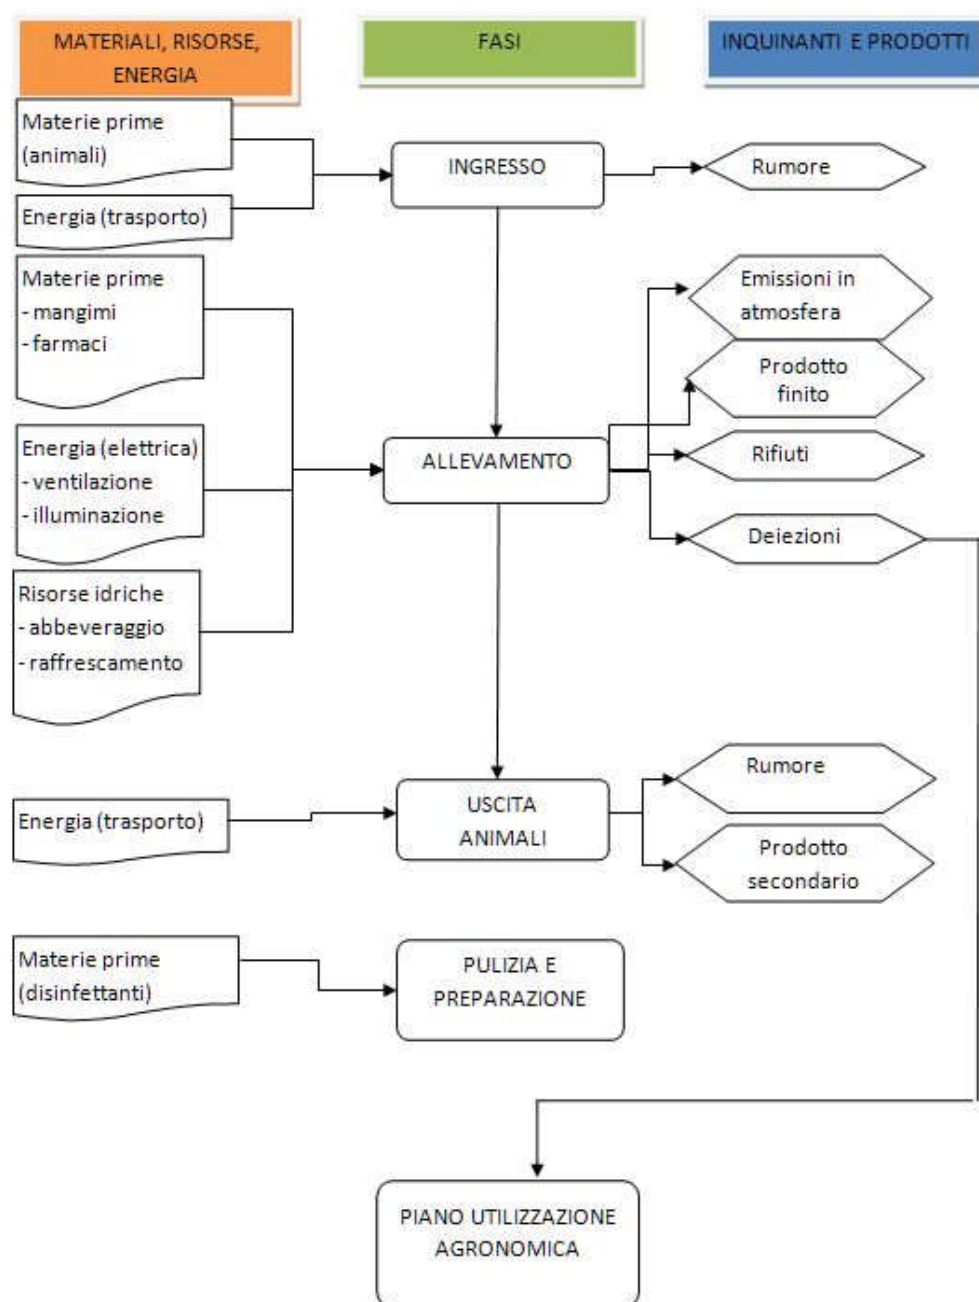 MATERIALI, RISORSE,
ENERGIA
FASI
INQUINANTI E PRODOTTI
Materie prime
(animali)
Energia (trasporto)
INGRESSO
Rumore
Materie prime
- mangimi
- farmaci
Energia (elettrica)
- ventilazione
- illuminazione
Risorse idriche
- abbeveraggio
- raffrescamento
ALLEVAMENTO
Emissioni in
atmosfera
Prodotto
finito
Rifiuti
Deiezioni
Energia (trasporto)
USCITA
ANIMALI
Rumore
Prodotto
secondario
Materie prime
(disinfettanti)
PULIZIA E
PREPARAZIONE
PIANO UTILIZZAZIONE
AGRONOMICA